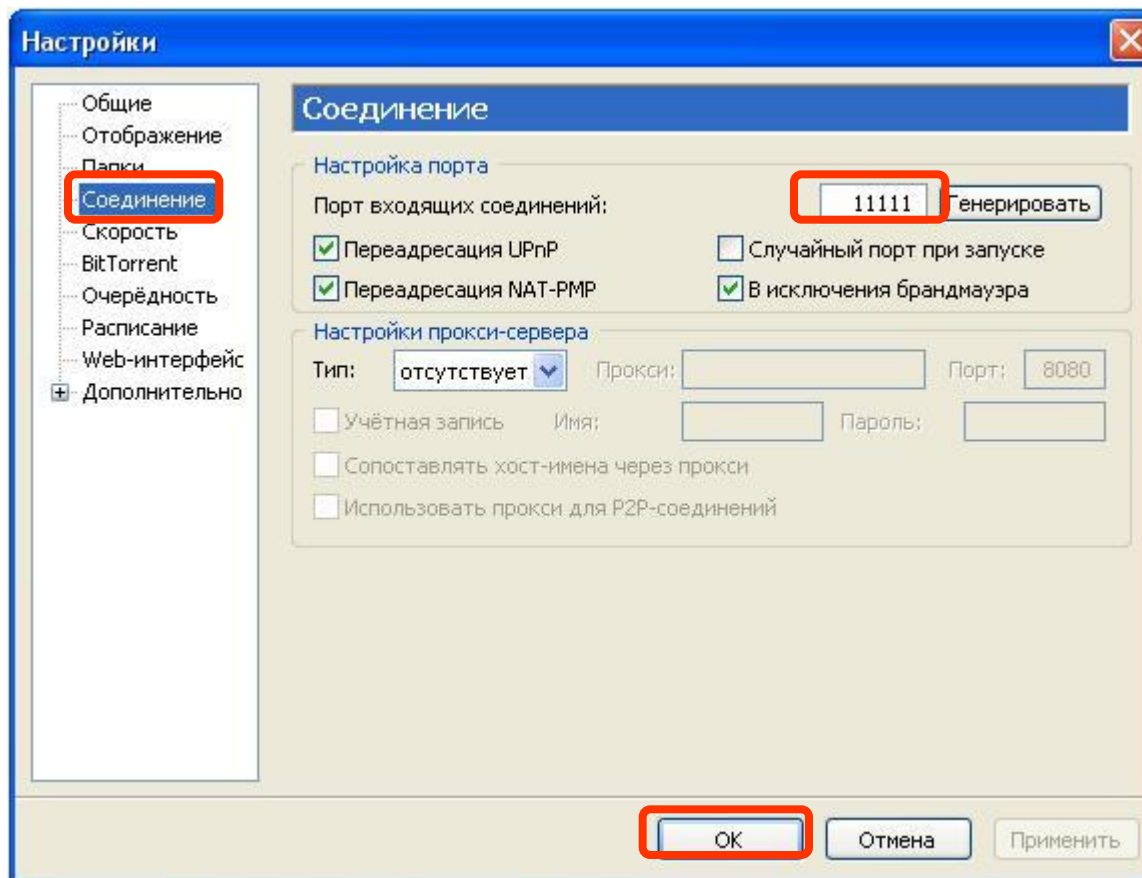 Настройки
Общие
Отображение
Папки
Соединение
Скорость
BitTorrent
Очерёдность
Расписание
Web-интерфейс
Дополнительно
Соединение
Настройка порта
Порт входящих соединений: 11111 Генерировать
Переадресация UPnP Случайный порт при запуске
Переадресация NAT-PMP В исключения брандмауэра
Настройки прокси-сервера
Тип: отсутствует Прокси: Порт: 8080
Учётная запись Имя: Пароль:
Сопоставлять хост-имена через прокси
Использовать прокси для P2P-соединений
OK Отмена Применить